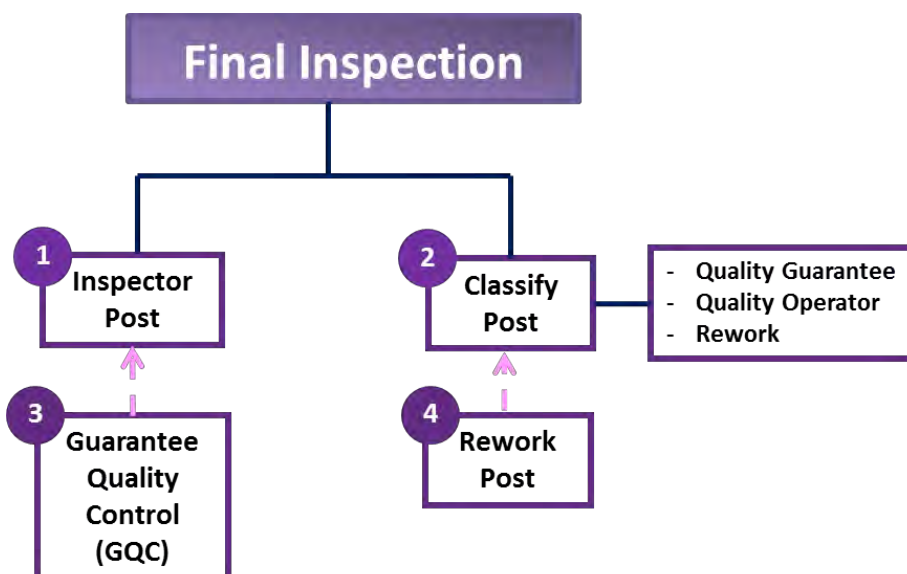 Final Inspection
1
Inspector
Post
2
Classify
Post
- Quality Guarantee
- Quality Operator
- Rework
3
Guarantee
Quality
Control
(GQC)
4
Rework
Post